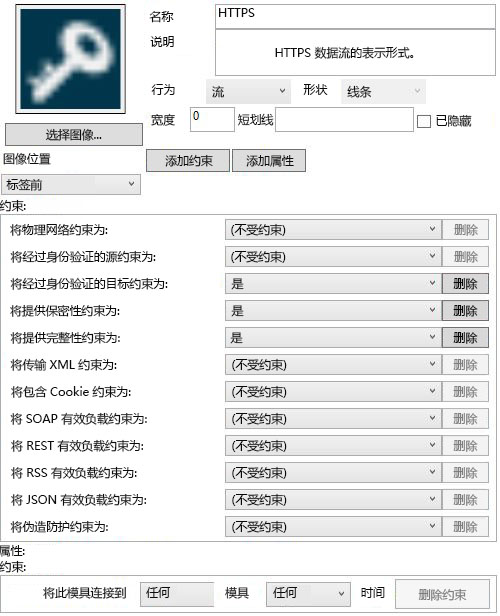 名称 HTTPS
说明 HTTPS 数据流的表示形式。
行为 流 形状 线条
宽度 0 短划线 已隐藏
选择图像...
图像位置 添加约束 添加属性
标签前
约束:
将物理网络约束为: (不受约束) 删除
将经过身份验证的源约束为: (不受约束) 删除
将经过身份验证的目标约束为: 是 删除
将提供保密性约束为: 是 删除
将提供完整性约束为: 是 删除
将传输 XML 约束为: (不受约束) 删除
将包含 Cookie 约束为: (不受约束) 删除
将 SOAP 有效负载约束为: (不受约束) 删除
将 REST 有效负载约束为: (不受约束) 删除
将 RSS 有效负载约束为: (不受约束) 删除
将 JSON 有效负载约束为: (不受约束) 删除
将伪造防护约束为: (不受约束) 删除
属性:
约束:
将此模具连接到 任何 模具 任何 时间 删除约束